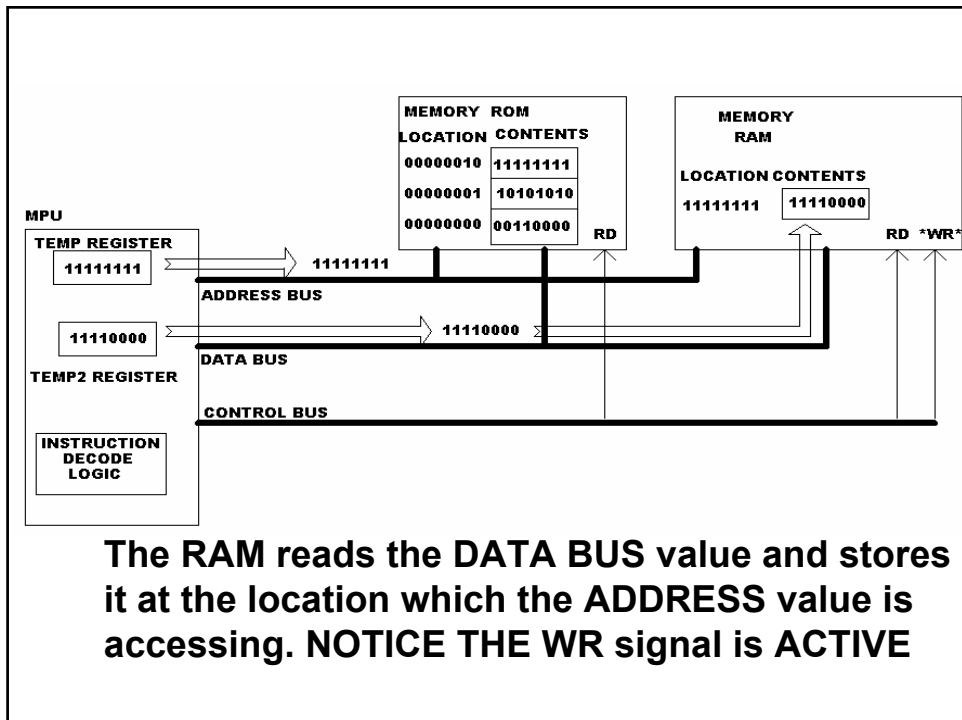 MEMORY ROM
LOCATION CONTENTS
00000010 11111111
00000001 10101010
00000000 00110000
RD
MEMORY
RAM
LOCATION CONTENTS
11111111 11110000
RD *WR*
MPU
TEMP REGISTER
11111111
11111111
ADDRESS BUS
11110000
11110000
DATA BUS
TEMP2 REGISTER
CONTROL BUS
INSTRUCTION
DECODE
LOGIC
The RAM reads the DATA BUS value and stores
it at the location which the ADDRESS value is
accessing. NOTICE THE WR signal is ACTIVE